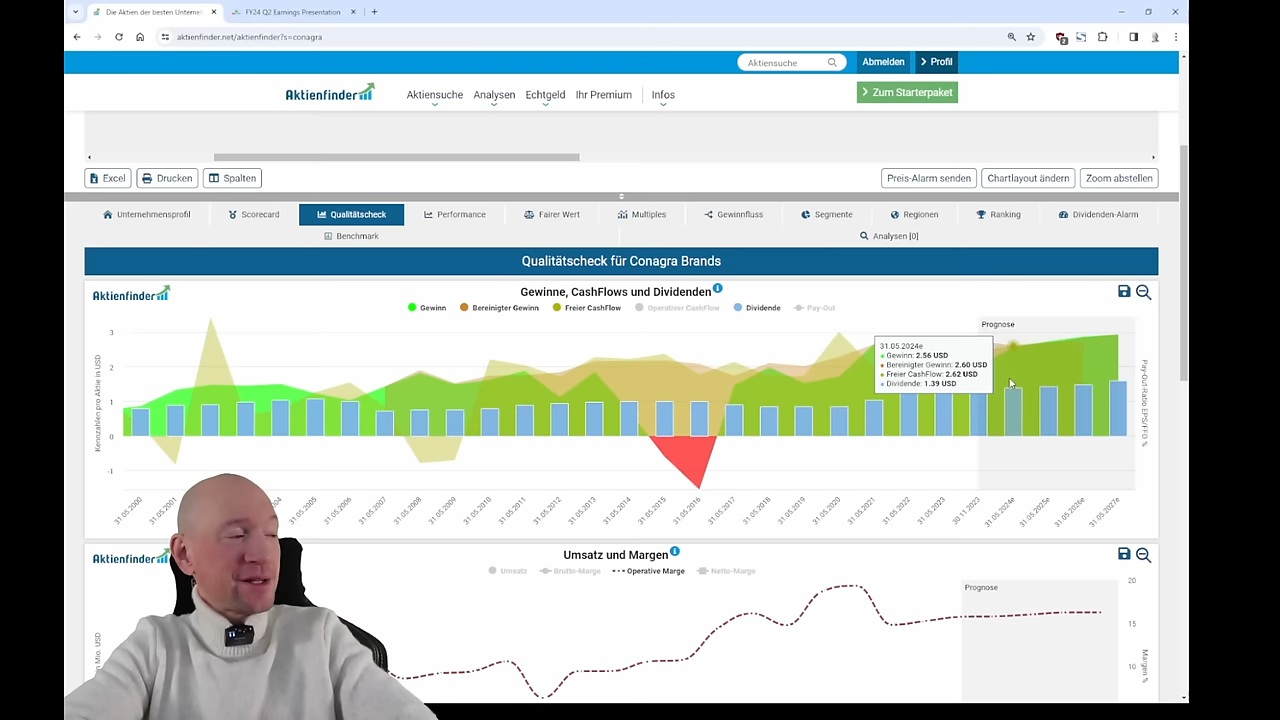 Die Aktien der besten Unterneh
FY24 Q2 Earnings Presentation
aktienfinder.net/aktienfinder?s=conagra
Aktiensuche
Abmelden
Profil
Aktienfinder
Aktiensuche
Analysen
Echtgeld
Ihr Premium
Infos
Zum Starterpaket
Excel
Drucken
Spalten
Preis-Alarm senden
Chartlayout ändern
Zoom abstellen
Unternehmensprofil
Scorecard
Qualitätscheck
Performance
Fairer Wert
Multiples
Gewinnfluss
Segmente
Regionen
Ranking
Dividenden-Alarm
Benchmark
Analysen [0]
Qualitätscheck für Conagra Brands
Aktienfinder
Gewinne, CashFlows und Dividenden
Gewinn
Bereinigter Gewinn
Freier CashFlow
Operativer CashFlow
Dividende
Pay-Out
Prognose
31.05.2024e
Gewinn: 2.56 USD
Bereinigter Gewinn: 2.60 USD
Freier CashFlow: 2.62 USD
Dividende: 1.39 USD
Kennzahlen pro Aktie in USD
3
2
1
0
-1
Pay-Out-Ratio EPS/FFO %
31.05.2000
31.05.2001
31.05.2005
31.05.2006
31.05.2007
31.05.2008
31.05.2009
31.05.2010
31.05.2011
31.05.2012
31.05.2013
31.05.2014
31.05.2015
31.05.2016
31.05.2017
31.05.2018
31.05.2019
31.05.2020
31.05.2021
31.05.2022
31.05.2023
30.11.2023
31.05.2024e
31.05.2025e
31.05.2026e
31.05.2027e
Aktienfinder
Umsatz und Margen
Umsatz
Brutto-Marge
Operative Marge
Netto-Marge
Prognose
20
15
10
Mio. USD
Margen %